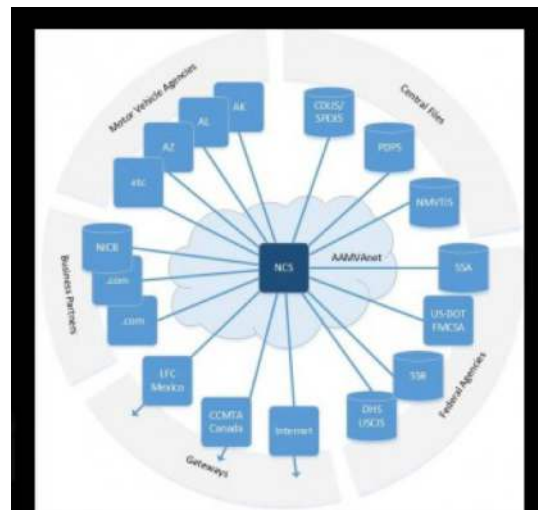 Motor Vehicle Agencies
AK
AL
AZ
etc
Central Files
CDLIS/
SPEXS
PDPS
NMVTIS
Business Partners
NICB
.com
.com
NCS
AAMVAnet
Federal Agencies
SSA
US-DOT
FMCSA
SSR
DHS
USCIS
Gateways
LFC
Mexico
CCMTA
Canada
Internet